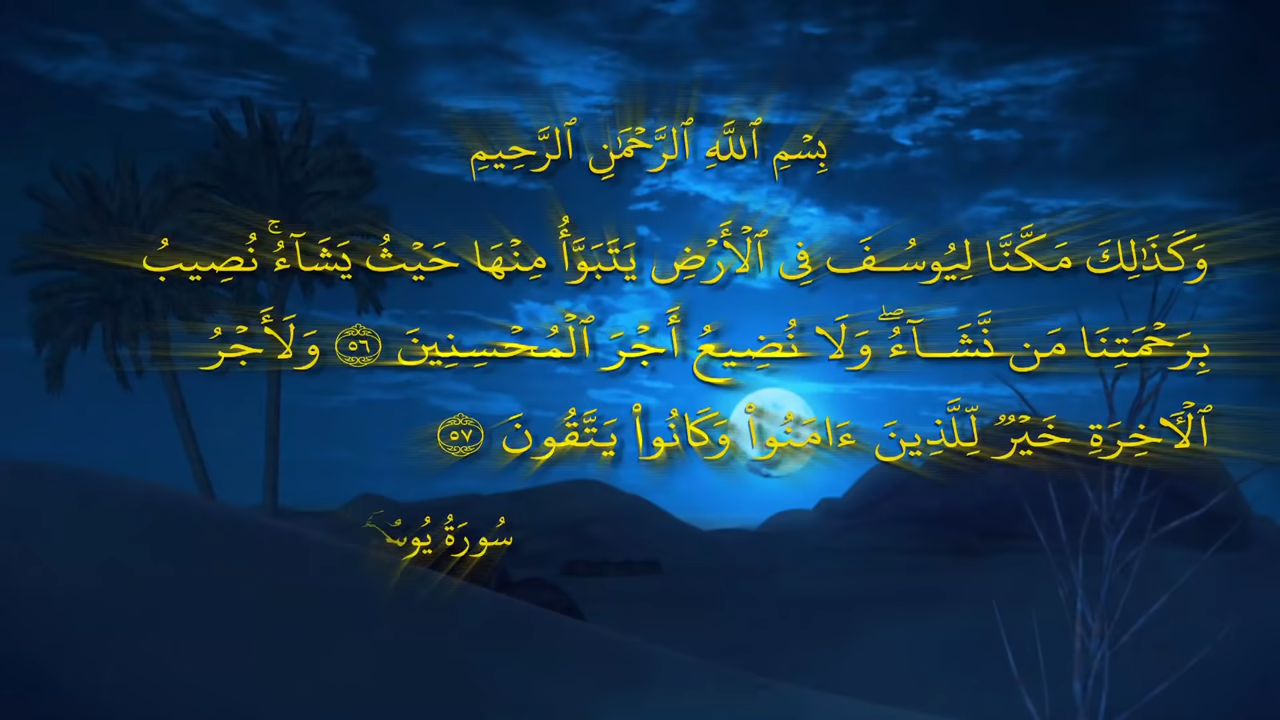 بِسْمِ ٱللَّهِ ٱلرَّحْمَٰنِ ٱلرَّحِيمِ
وَكَذَٰلِكَ مَكَّنَّا لِيُوسُفَ فِى ٱلْأَرْضِ يَتَبَوَّأُ مِنْهَا حَيْثُ يَشَآءُ ۚ نُصِيبُ
بِرَحْمَتِنَا مَن نَّشَآءُ ۖ وَلَا نُضِيعُ أَجْرَ ٱلْمُحْسِنِينَ ٥٦ وَلَأَجْرُ
ٱلْـَٔاخِرَةِ خَيْرٌ لِّلَّذِينَ ءَامَنُوا۟ وَكَانُوا۟ يَتَّقُونَ ٥٧
سُورَةُ